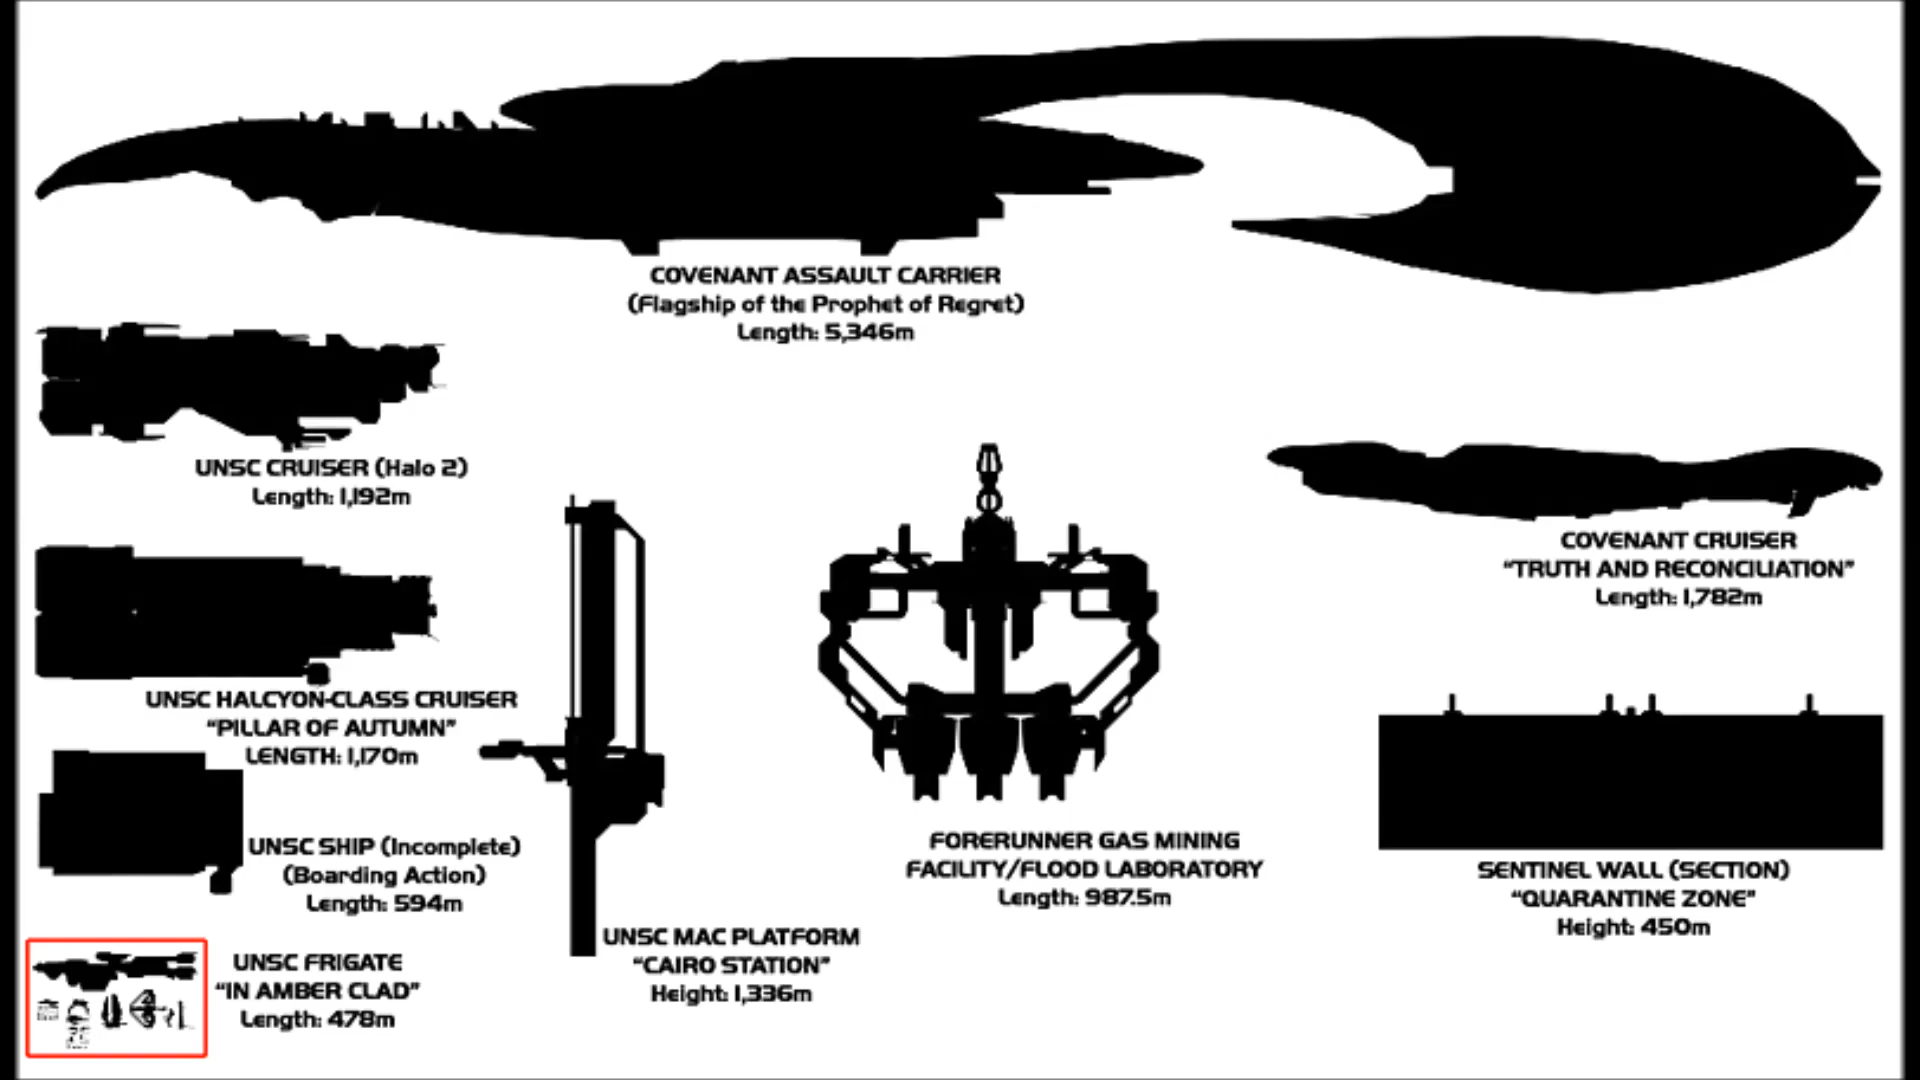 COVENANT ASSAULT CARRIER
(Flagship of the Prophet of Regret)
Length: 5,346m
UNSC CRUISER (Halo 2)
Length: 1,192m
COVENANT CRUISER
“TRUTH AND RECONCILIATION”
Length: 1,782m
UNSC HALCYON-CLASS CRUISER
“PILLAR OF AUTUMN”
LENGTH: 1,170m
UNSC SHIP (Incomplete)
(Boarding Action)
Length: 594m
FORERUNNER GAS MINING
FACILITY/FLOOD LABORATORY
Length: 987.5m
SENTINEL WALL (SECTION)
“QUARANTINE ZONE”
Height: 450m
UNSC MAC PLATFORM
“CAIRO STATION”
Height: 1,336m
UNSC FRIGATE
“IN AMBER CLAD”
Length: 478m